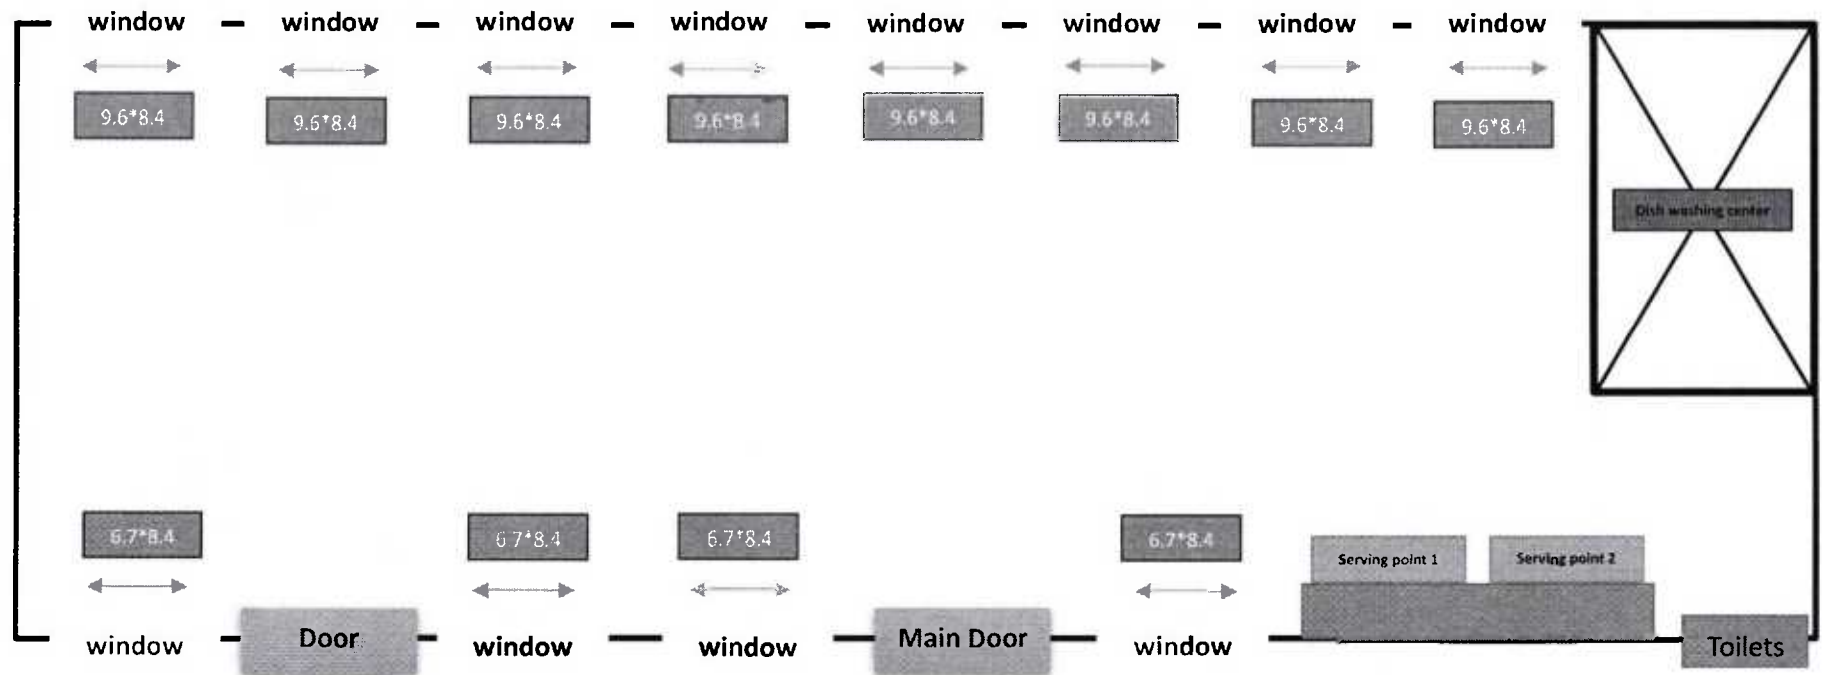 window window window window window window window window
9.6*8.4 9.6*8.4 9.6*8.4 9.6*8.4 9.6*8.4 9.6*8.4 9.6*8.4 9.6*8.4
Dish washing center
6.7*8.4 6.7*8.4 6.7*8.4 6.7*8.4
Serving point 1 Serving point 2
window Door window window Main Door window Toilets